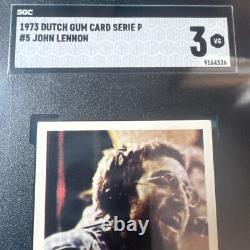 SGC
1973 DUTCH GUM CARD SERIE P
#5 JOHN LENNON
3
VG
9164326